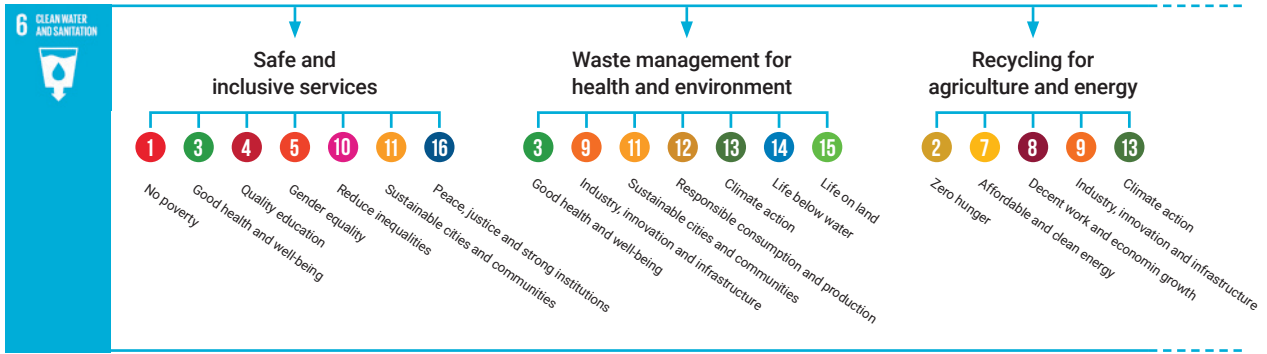 6 CLEAN WATER
AND SANITATION
Safe and
inclusive services
1 3 4 5 10 11 16
No poverty
Good health and well-being
Quality education
Gender equality
Reduce inequalities
Sustainable cities and communities
Peace, justice and strong institutions
Waste management for
health and environment
3 9 11 12 13 14 15
Good health and well-being
Industry, innovation and infrastructure
Sustainable cities and communities
Responsible consumption and production
Climate action
Life below water
Life on land
Recycling for
agriculture and energy
2 7 8 9 13
Zero hunger
Affordable and clean energy
Decent work and economin growth
Industry, innovation and infrastructure
Climate action